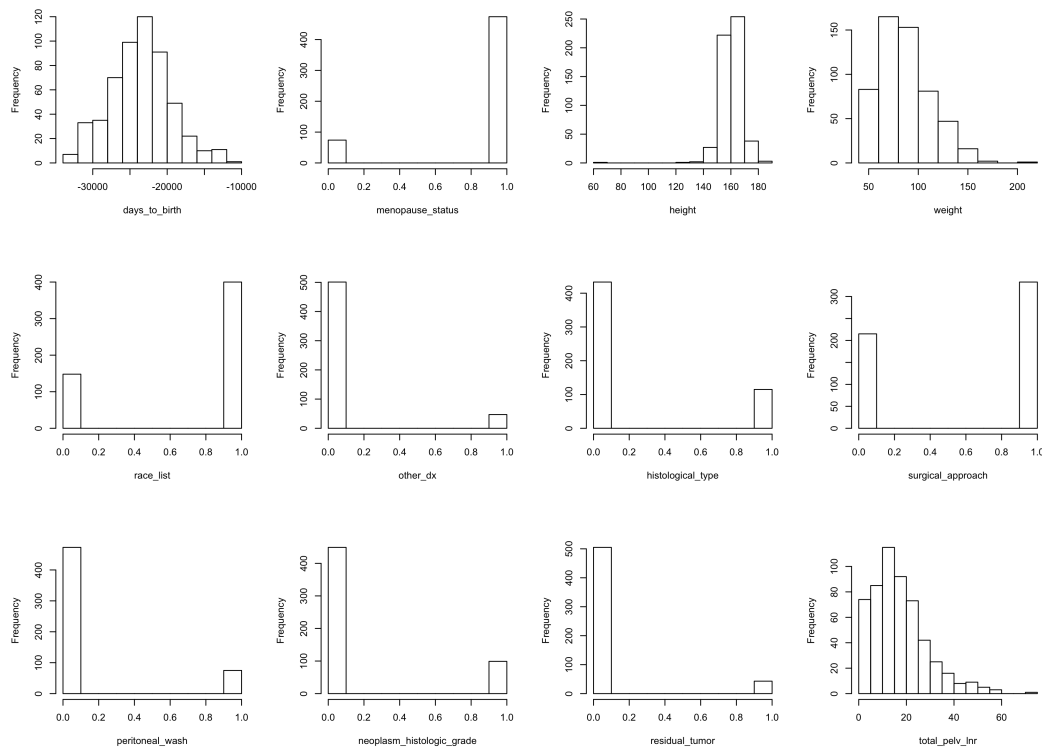 Frequency
0 20 40 60 80 100 120
-30000 -20000 -10000
days_to_birth
Frequency
0 100 200 300 400
0.0 0.2 0.4 0.6 0.8 1.0
menopause_status
Frequency
0 50 100 150 200 250
60 80 100 120 140 160 180
height
Frequency
0 50 100 150
50 100 150 200
weight
Frequency
0 100 200 300 400
0.0 0.2 0.4 0.6 0.8 1.0
race_list
Frequency
0 100 200 300 400 500
0.0 0.2 0.4 0.6 0.8 1.0
other_dx
Frequency
0 100 200 300 400
0.0 0.2 0.4 0.6 0.8 1.0
histological_type
Frequency
0 50 100 200 300
0.0 0.2 0.4 0.6 0.8 1.0
surgical_approach
Frequency
0 100 200 300 400
0.0 0.2 0.4 0.6 0.8 1.0
peritoneal_wash
Frequency
0 100 200 300 400
0.0 0.2 0.4 0.6 0.8 1.0
neoplasm_histologic_grade
Frequency
0 100 200 300 400 500
0.0 0.2 0.4 0.6 0.8 1.0
residual_tumor
Frequency
0 20 40 60 80 100
0 20 40 60
total_pelv_lnr